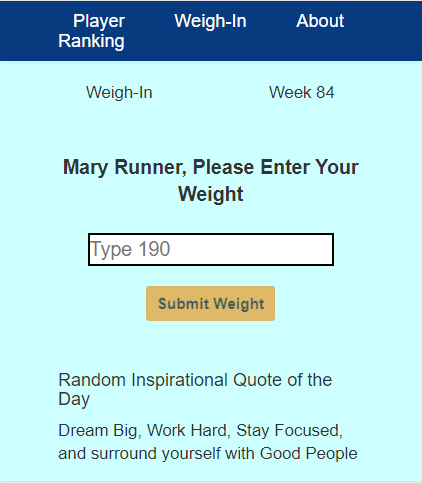 Player Ranking Weigh-In About
Weigh-In Week 84
Mary Runner, Please Enter Your
Weight
Type 190
Submit Weight
Random Inspirational Quote of the
Day
Dream Big, Work Hard, Stay Focused,
and surround yourself with Good People